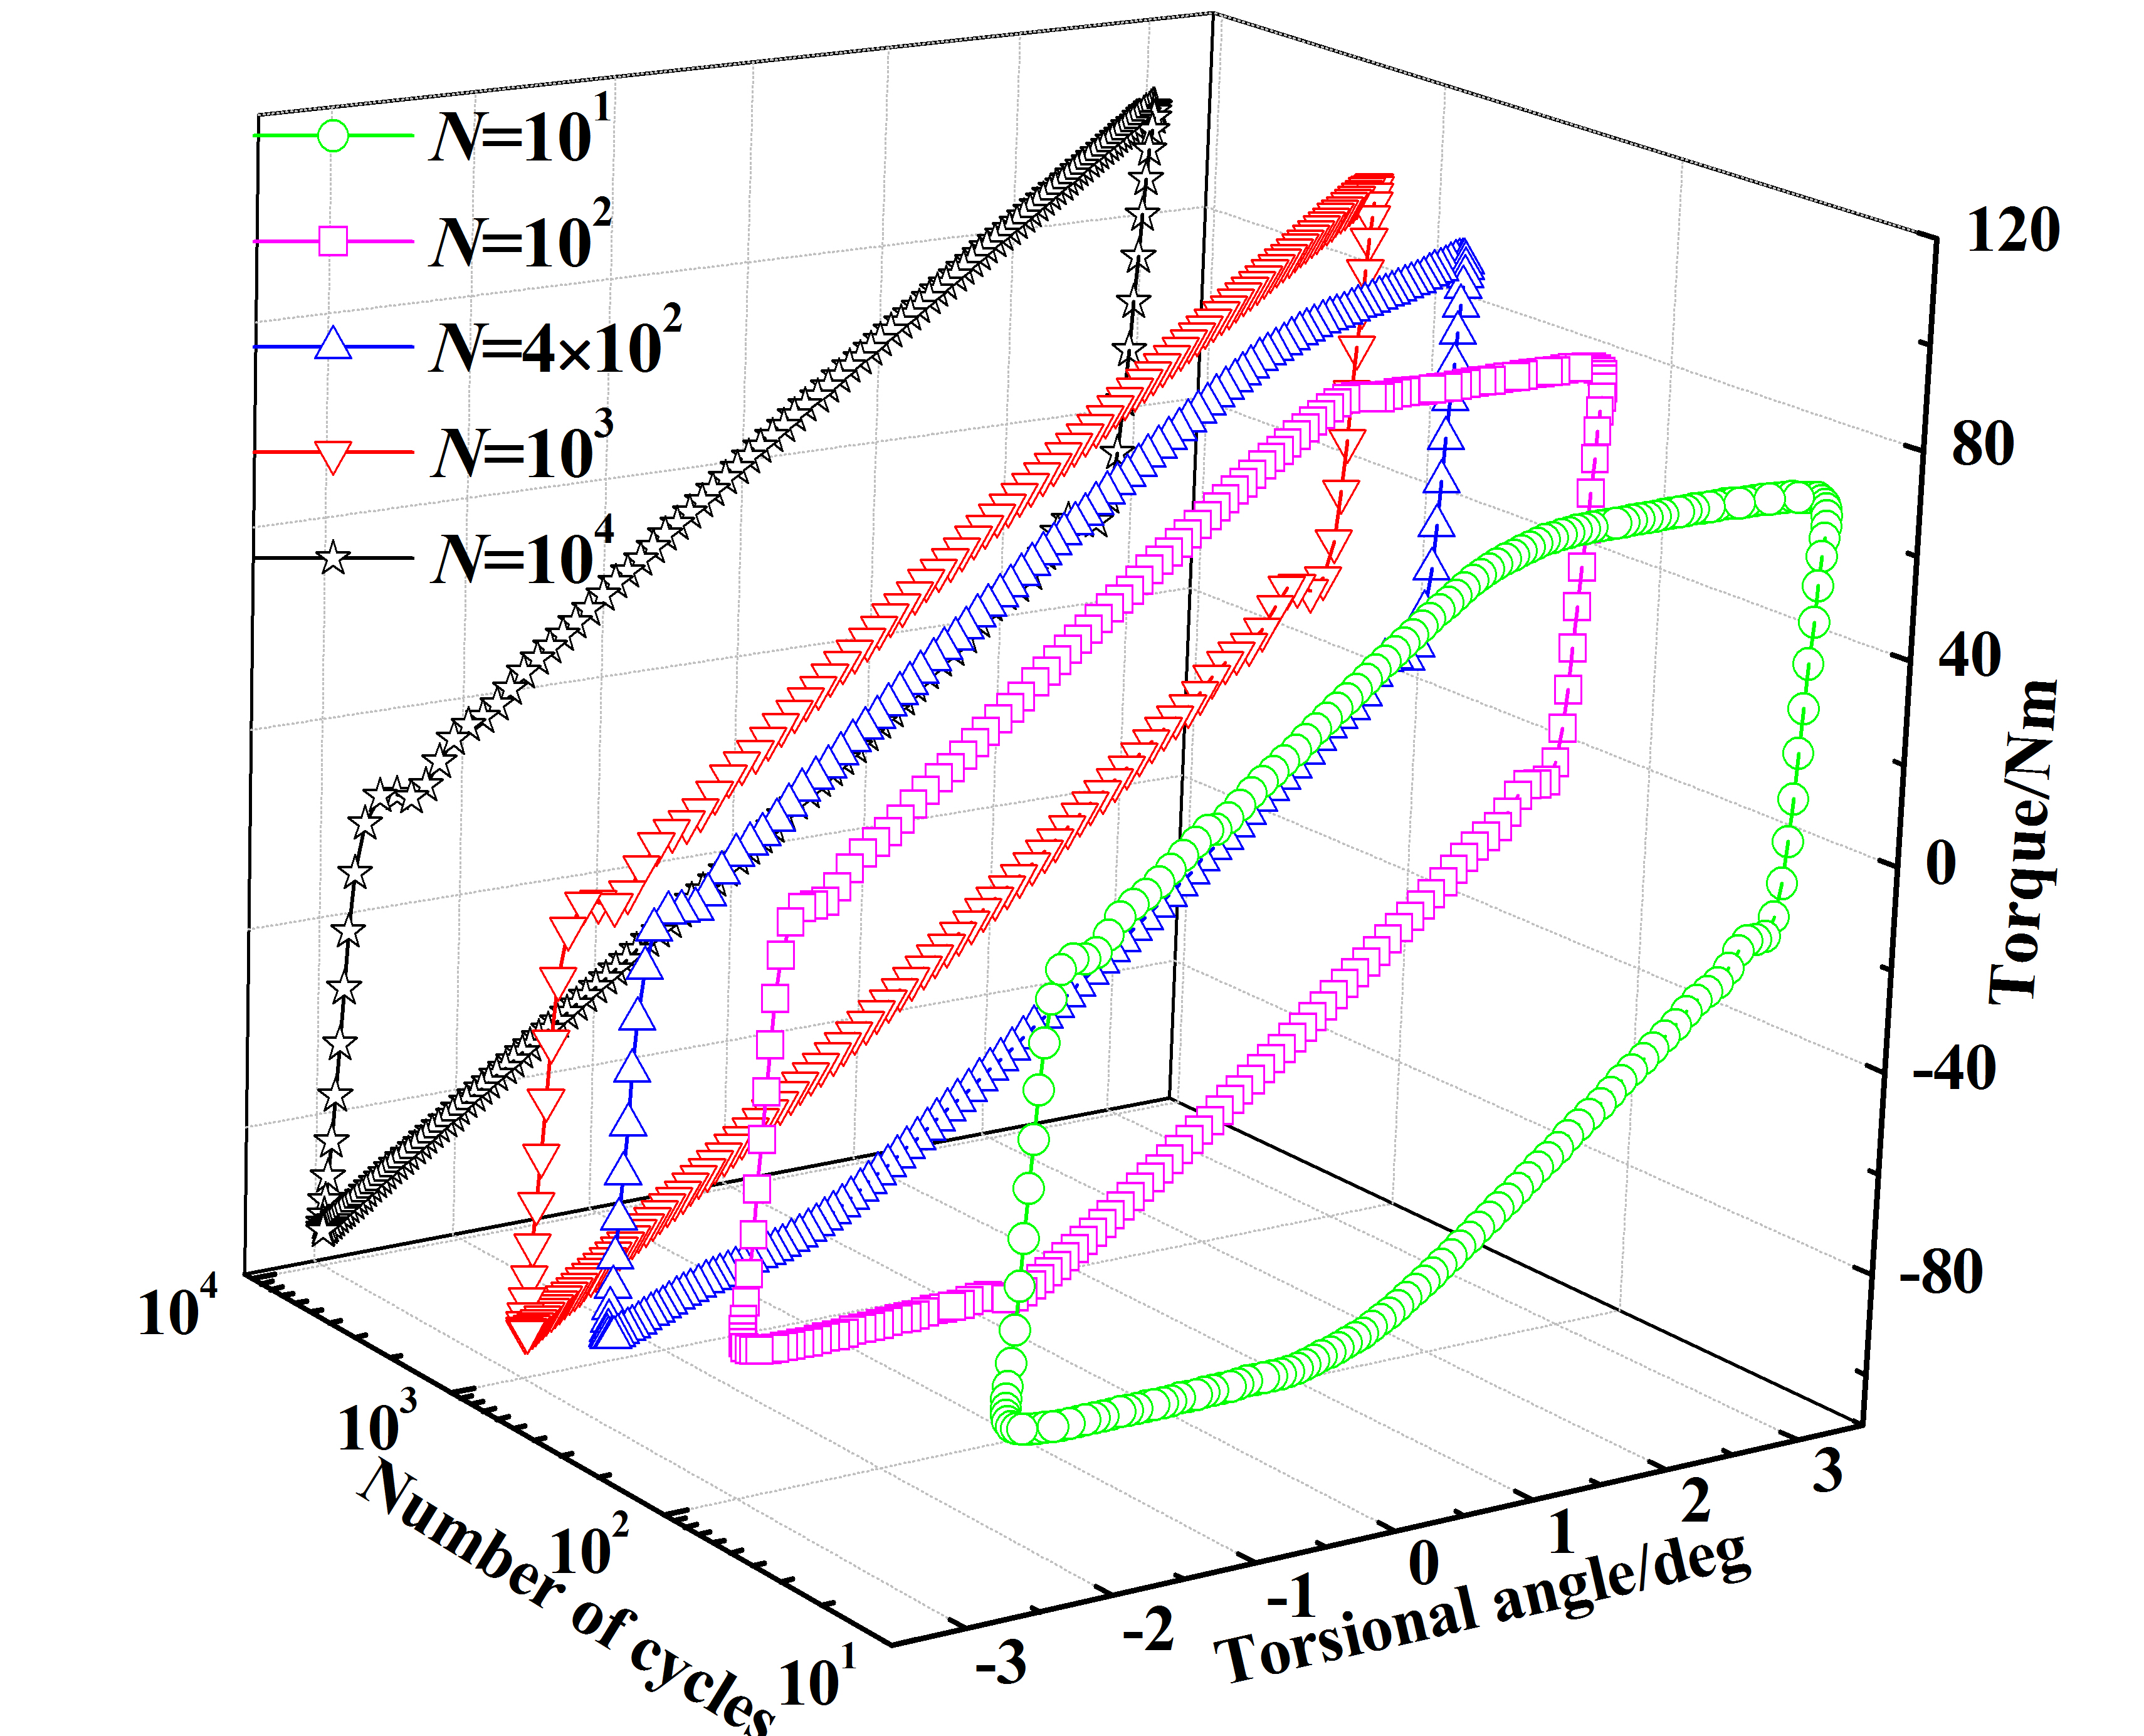 N=10¹
N=10²
N=4×10²
N=10³
N=10⁴
120
80
40
0
-40
-80
Torque/Nm
10⁴
10³
10²
10¹
Number of cycles
-3
-2
-1
0
1
2
3
Torsional angle/deg